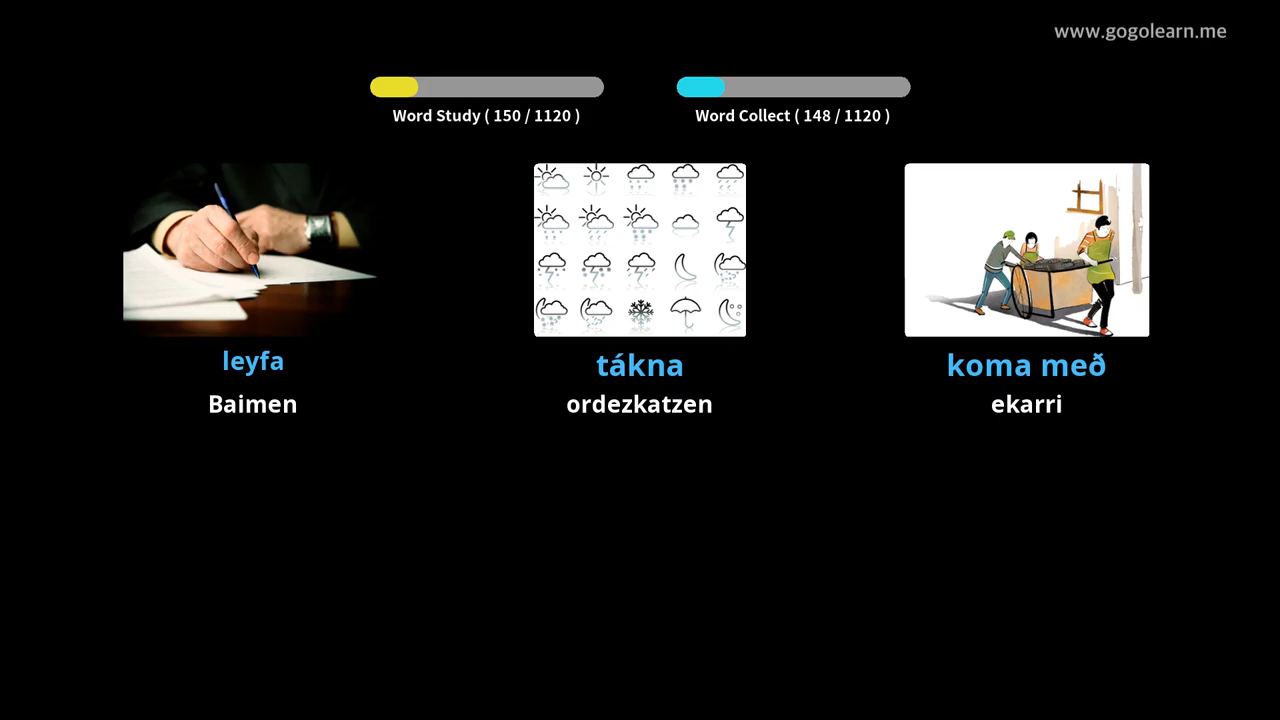 www.gogolearn.me
Word Study ( 150 / 1120 )
Word Collect ( 148 / 1120 )
leyfa
Baimen
tákna
ordezkatzen
koma með
ekarri